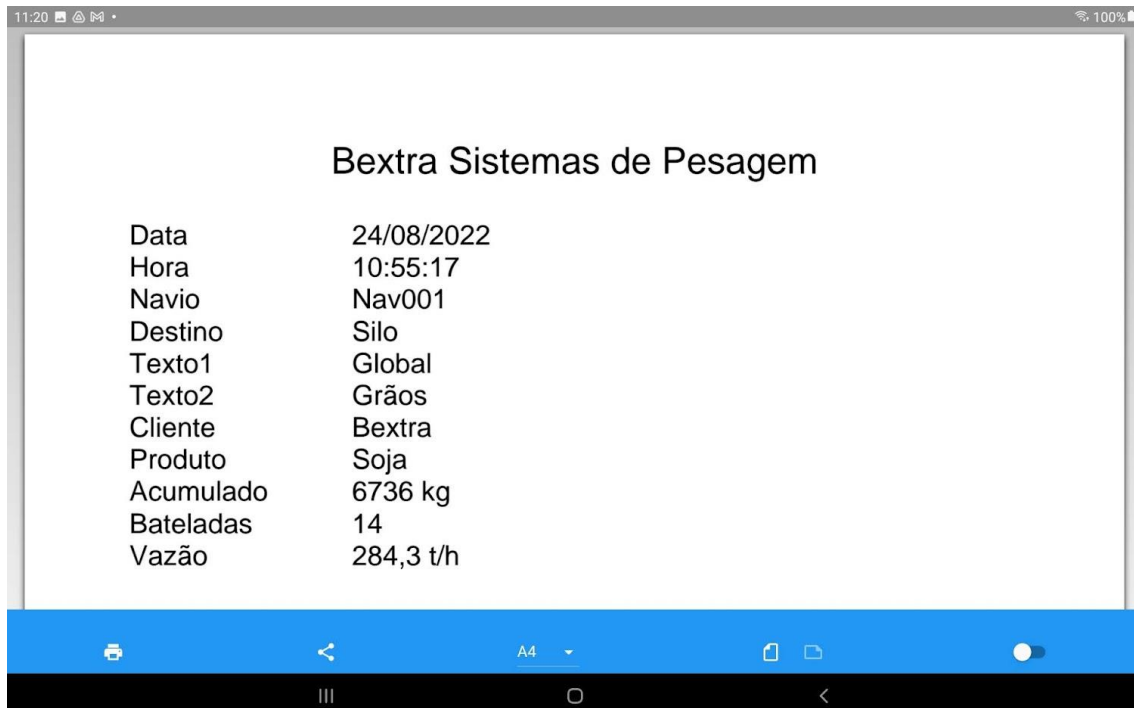 11:20
100%
Bextra Sistemas de Pesagem
Data 24/08/2022
Hora 10:55:17
Navio Nav001
Destino Silo
Texto1 Global
Texto2 Grãos
Cliente Bextra
Produto Soja
Acumulado 6736 kg
Bateladas 14
Vazão 284,3 t/h
A4